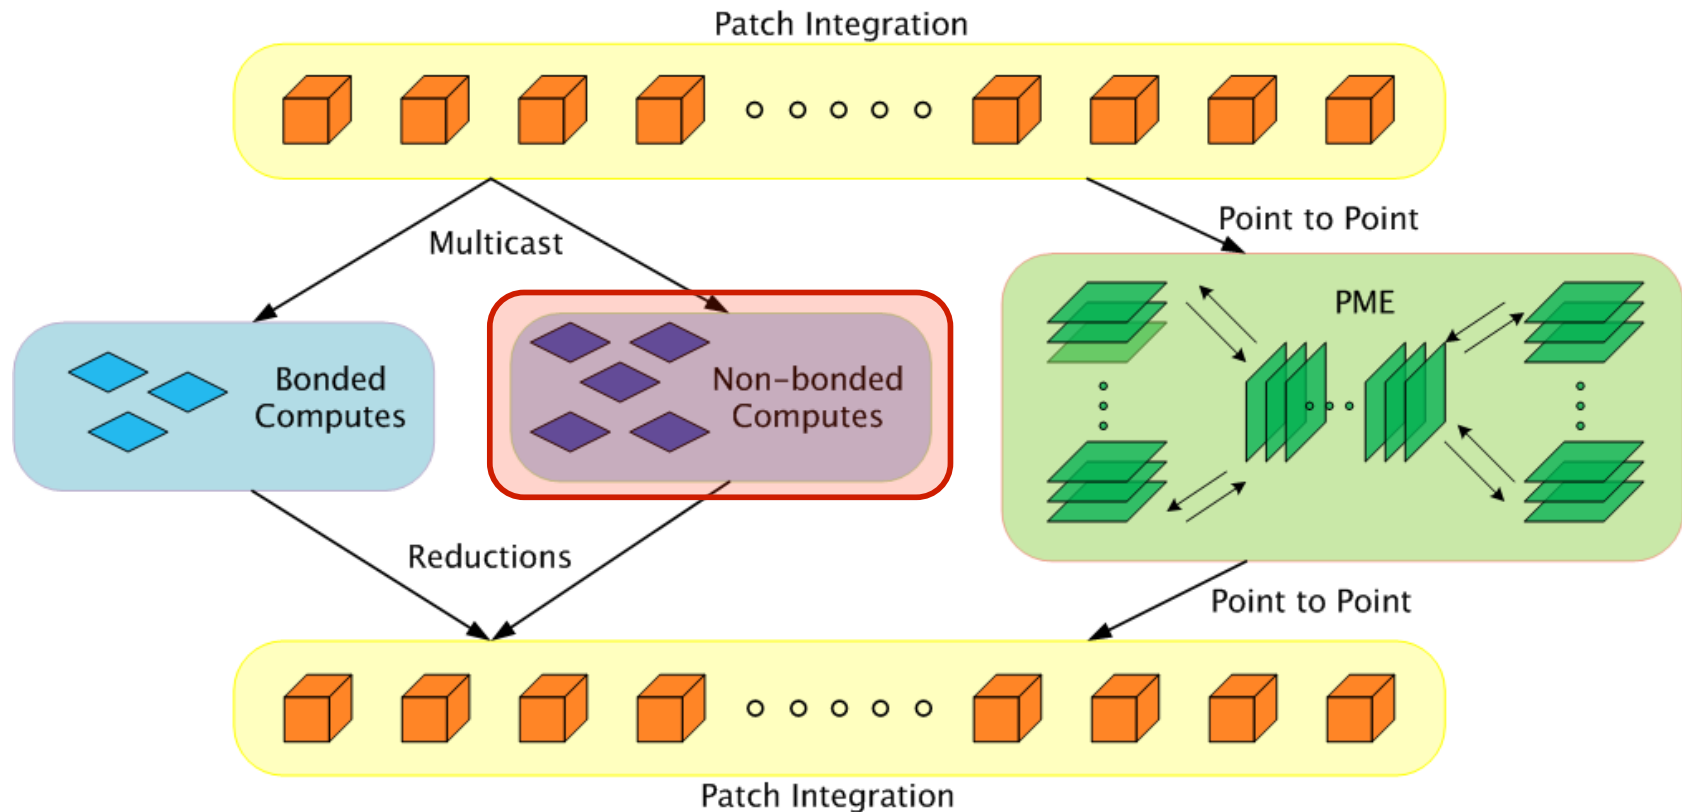 Patch Integration
Multicast
Point to Point
Bonded
Computes
Non-bonded
Computes
PME
Reductions
Point to Point
Patch Integration